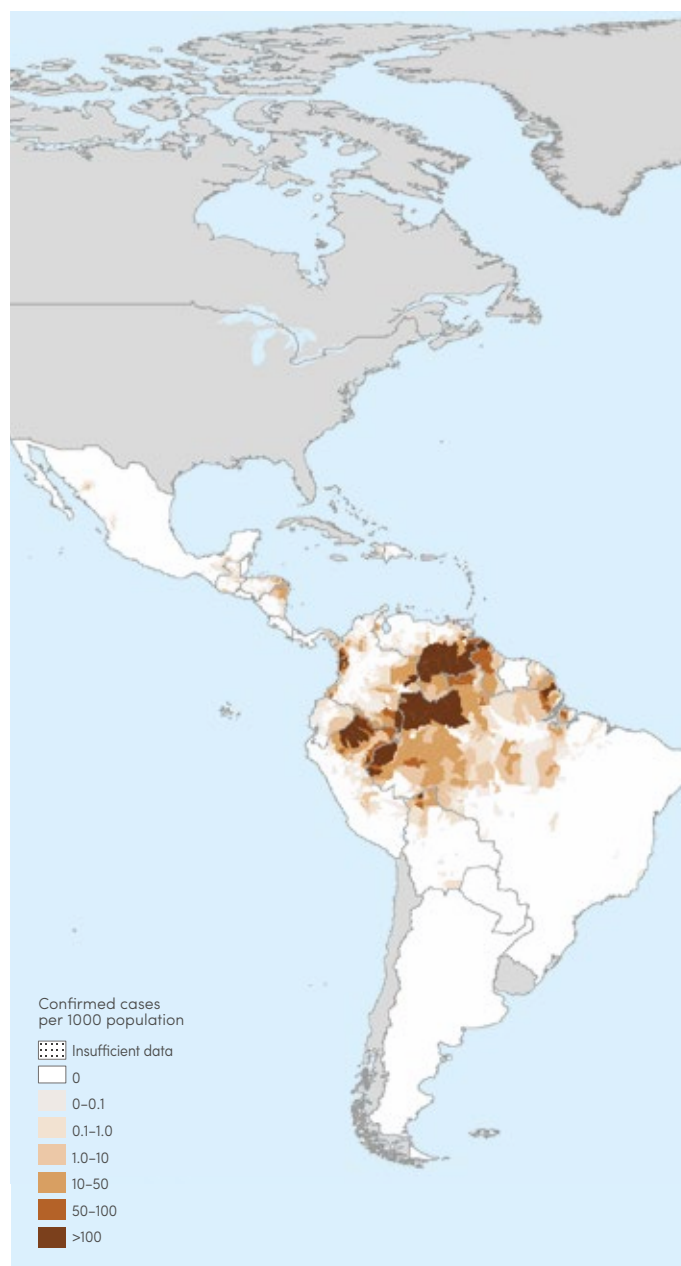 Confirmed cases
per 1000 population
Insufficient data
0
0–0.1
0.1–1.0
1.0–10
10–50
50–100
>100